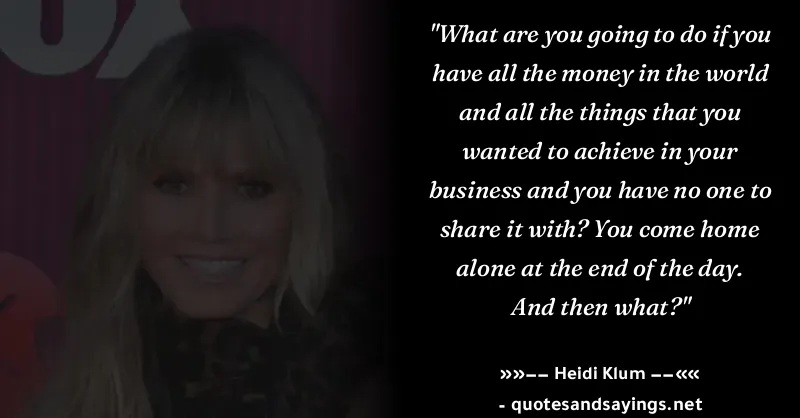 "What are you going to do if you
have all the money in the world
and all the things that you
wanted to achieve in your
business and you have no one to
share it with? You come home
alone at the end of the day.
And then what?"
»»−− Heidi Klum −−««
- quotesandsayings.net